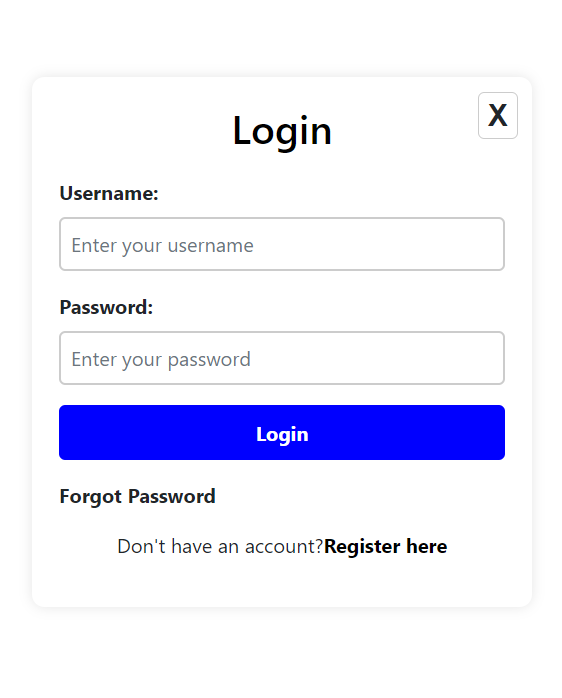 X
Login
Username:
Enter your username
Password:
Enter your password
Login
Forgot Password
Don't have an account?Register here